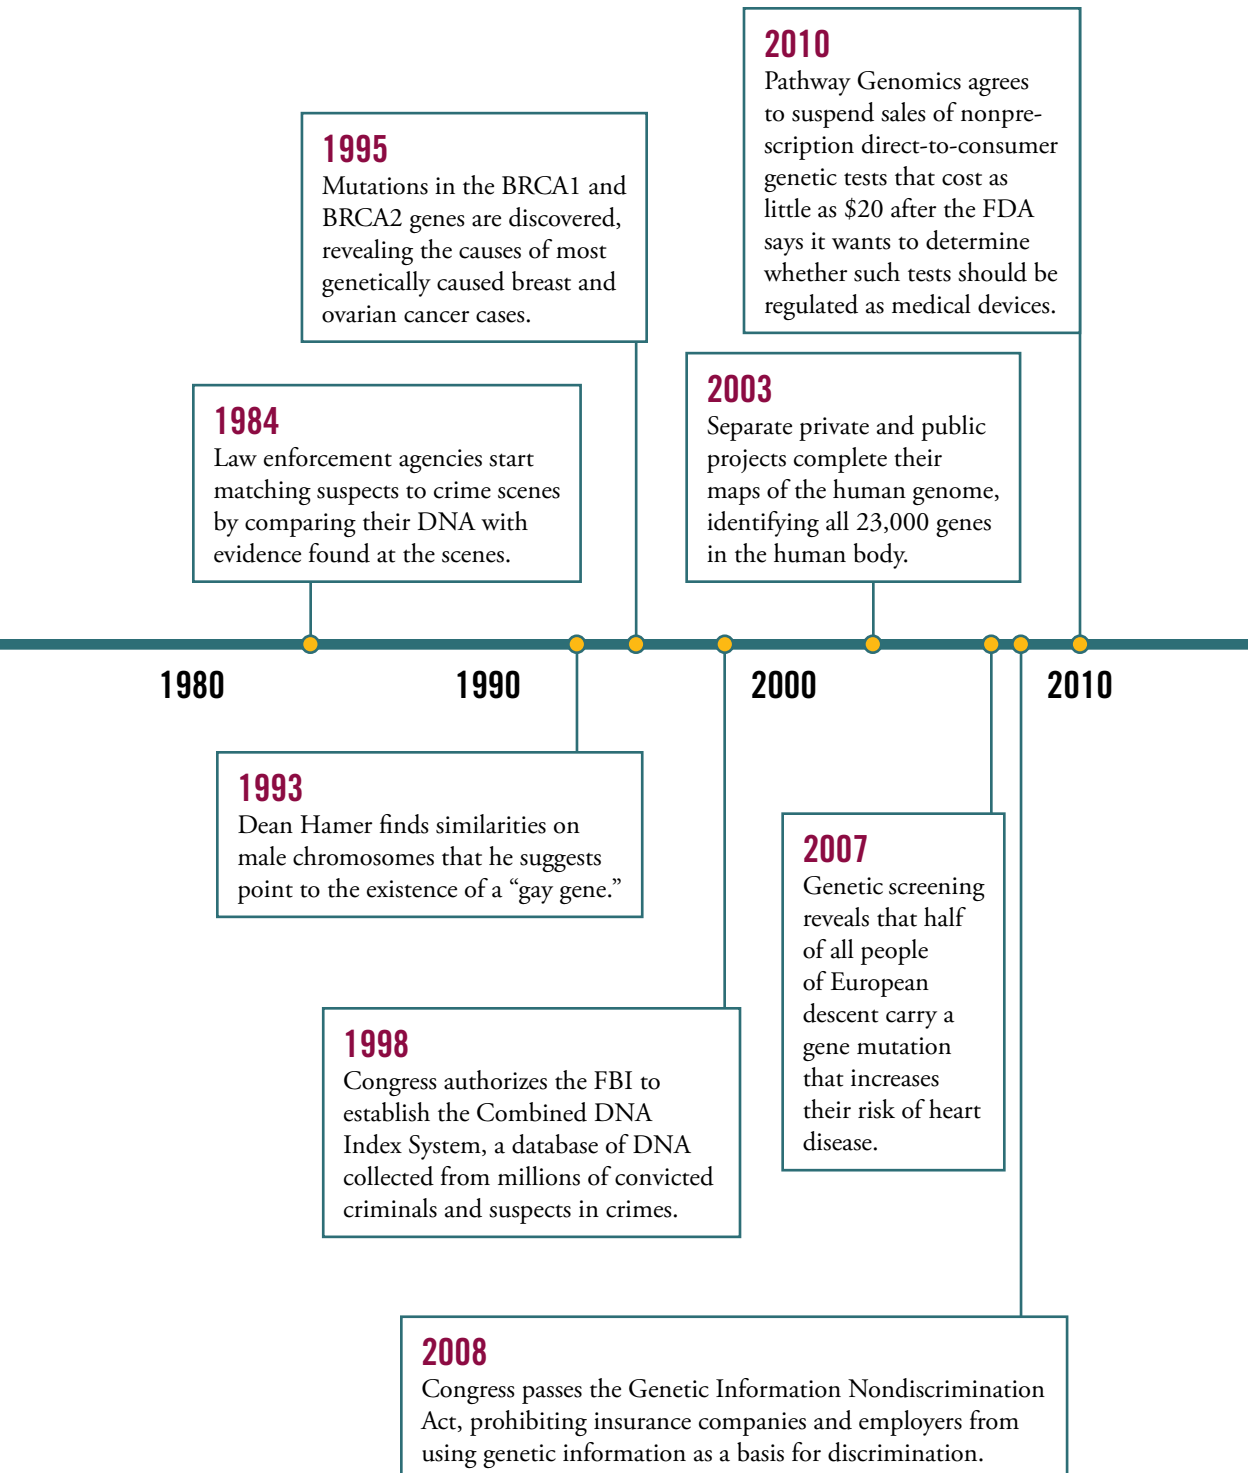 2010
Pathway Genomics agrees
to suspend sales of nonpre-
scription direct-to-consumer
genetic tests that cost as
little as $20 after the FDA
says it wants to determine
whether such tests should be
regulated as medical devices.
1995
Mutations in the BRCA1 and
BRCA2 genes are discovered,
revealing the causes of most
genetically caused breast and
ovarian cancer cases.
2003
Separate private and public
projects complete their
maps of the human genome,
identifying all 23,000 genes
in the human body.
1984
Law enforcement agencies start
matching suspects to crime scenes
by comparing their DNA with
evidence found at the scenes.
1980
1990
2000
2010
1993
Dean Hamer finds similarities on
male chromosomes that he suggests
point to the existence of a “gay gene.”
2007
Genetic screening
reveals that half
of all people
of European
descent carry a
gene mutation
that increases
their risk of heart
disease.
1998
Congress authorizes the FBI to
establish the Combined DNA
Index System, a database of DNA
collected from millions of convicted
criminals and suspects in crimes.
2008
Congress passes the Genetic Information Nondiscrimination
Act, prohibiting insurance companies and employers from
using genetic information as a basis for discrimination.